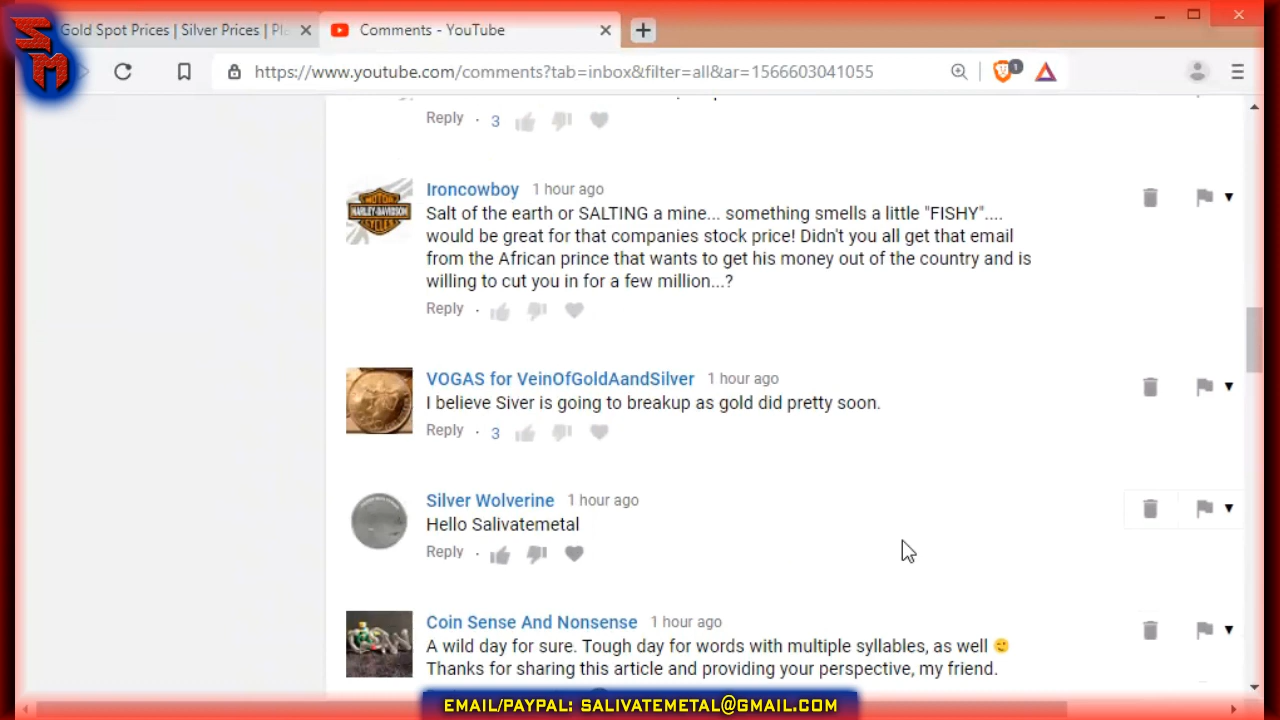 SM
Gold Spot Prices | Silver Prices | Pl
Comments - YouTube
https://www.youtube.com/comments?tab=inbox&filter=all&ar=1566603041055
1
Reply · 3
Ironcowboy 1 hour ago
Salt of the earth or SALTING a mine... something smells a little "FISHY"....
would be great for that companies stock price! Didn't you all get that email
from the African prince that wants to get his money out of the country and is
willing to cut you in for a few million...?
Reply ·
MOTOR
HARLEY-DAVIDSON
CYCLES
VOGAS for VeinOfGoldAandSilver 1 hour ago
I believe Siver is going to breakup as gold did pretty soon.
Reply · 3
Silver Wolverine 1 hour ago
Hello Salivatemetal
Reply ·
Coin Sense And Nonsense 1 hour ago
A wild day for sure. Tough day for words with multiple syllables, as well 😉
Thanks for sharing this article and providing your perspective, my friend.
EMAIL/PAYPAL: SALIVATEMETAL@GMAIL.COM